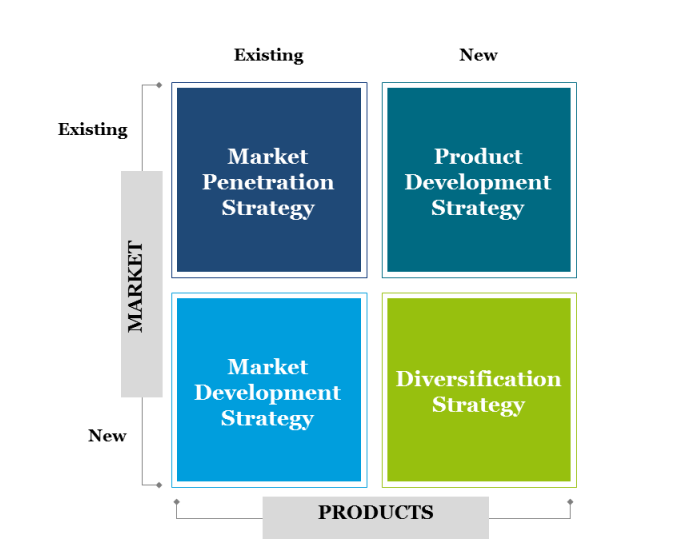 Existing
New
Existing
Market
Penetration
Strategy
Product
Development
Strategy
MARKET
Market
Development
Strategy
Diversification
Strategy
New
PRODUCTS